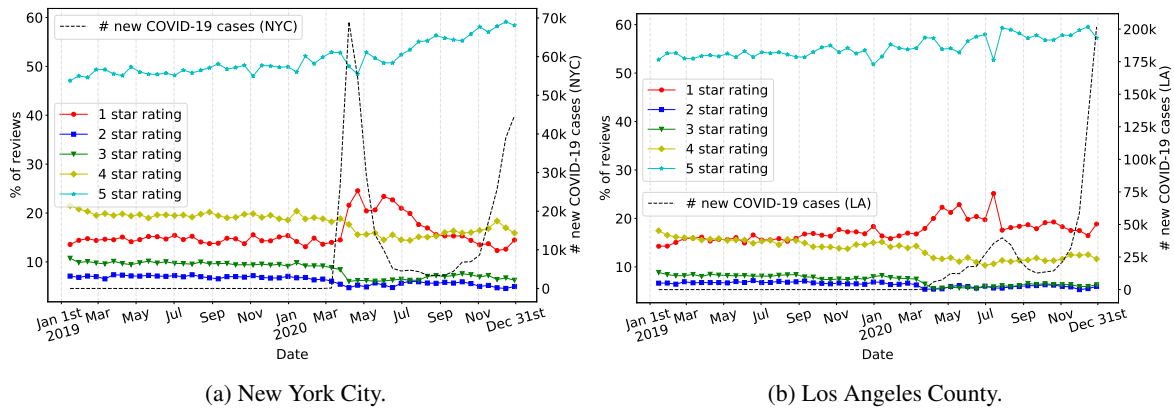 60
50
40
30
20
10
% of reviews
# new COVID-19 cases (NYC)
1 star rating
2 star rating
3 star rating
4 star rating
5 star rating
70k
60k
50k
40k
30k
20k
10k
0
# new COVID-19 cases (NYC)
Jan 1st
2019
Mar
May
Jul
Sep
Nov
Jan 1st
2020
Mar
May
Jul
Sep
Nov
Dec 31st
Date
(a) New York City.
60
50
40
30
20
10
% of reviews
1 star rating
2 star rating
3 star rating
4 star rating
5 star rating
# new COVID-19 cases (LA)
200k
175k
150k
125k
100k
75k
50k
25k
0
# new COVID-19 cases (LA)
Jan 1st
2019
Mar
May
Jul
Sep
Nov
Jan 1st
2020
Mar
May
Jul
Sep
Nov
Dec 31st
Date
(b) Los Angeles County.